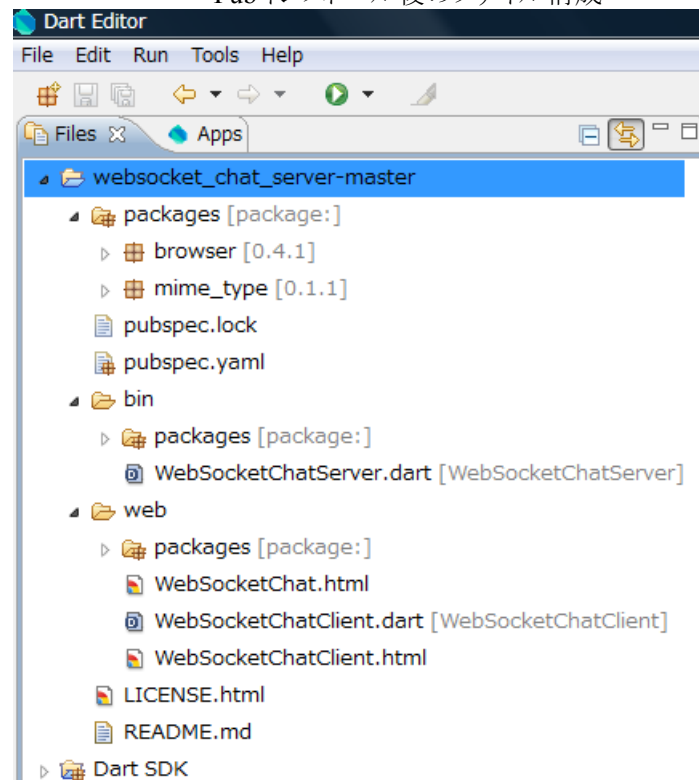 Dart Editor
File Edit Run Tools Help
Files Apps
websocket_chat_server-master
packages [package:]
browser [0.4.1]
mime_type [0.1.1]
pubspec.lock
pubspec.yaml
bin
packages [package:]
WebSocketChatServer.dart [WebSocketChatServer]
web
packages [package:]
WebSocketChat.html
WebSocketChatClient.dart [WebSocketChatClient]
WebSocketChatClient.html
LICENSE.html
README.md
Dart SDK